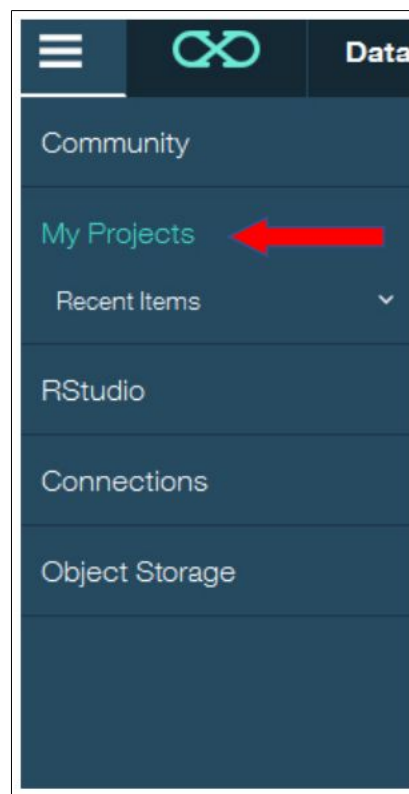 Data
Community
My Projects
Recent Items
RStudio
Connections
Object Storage